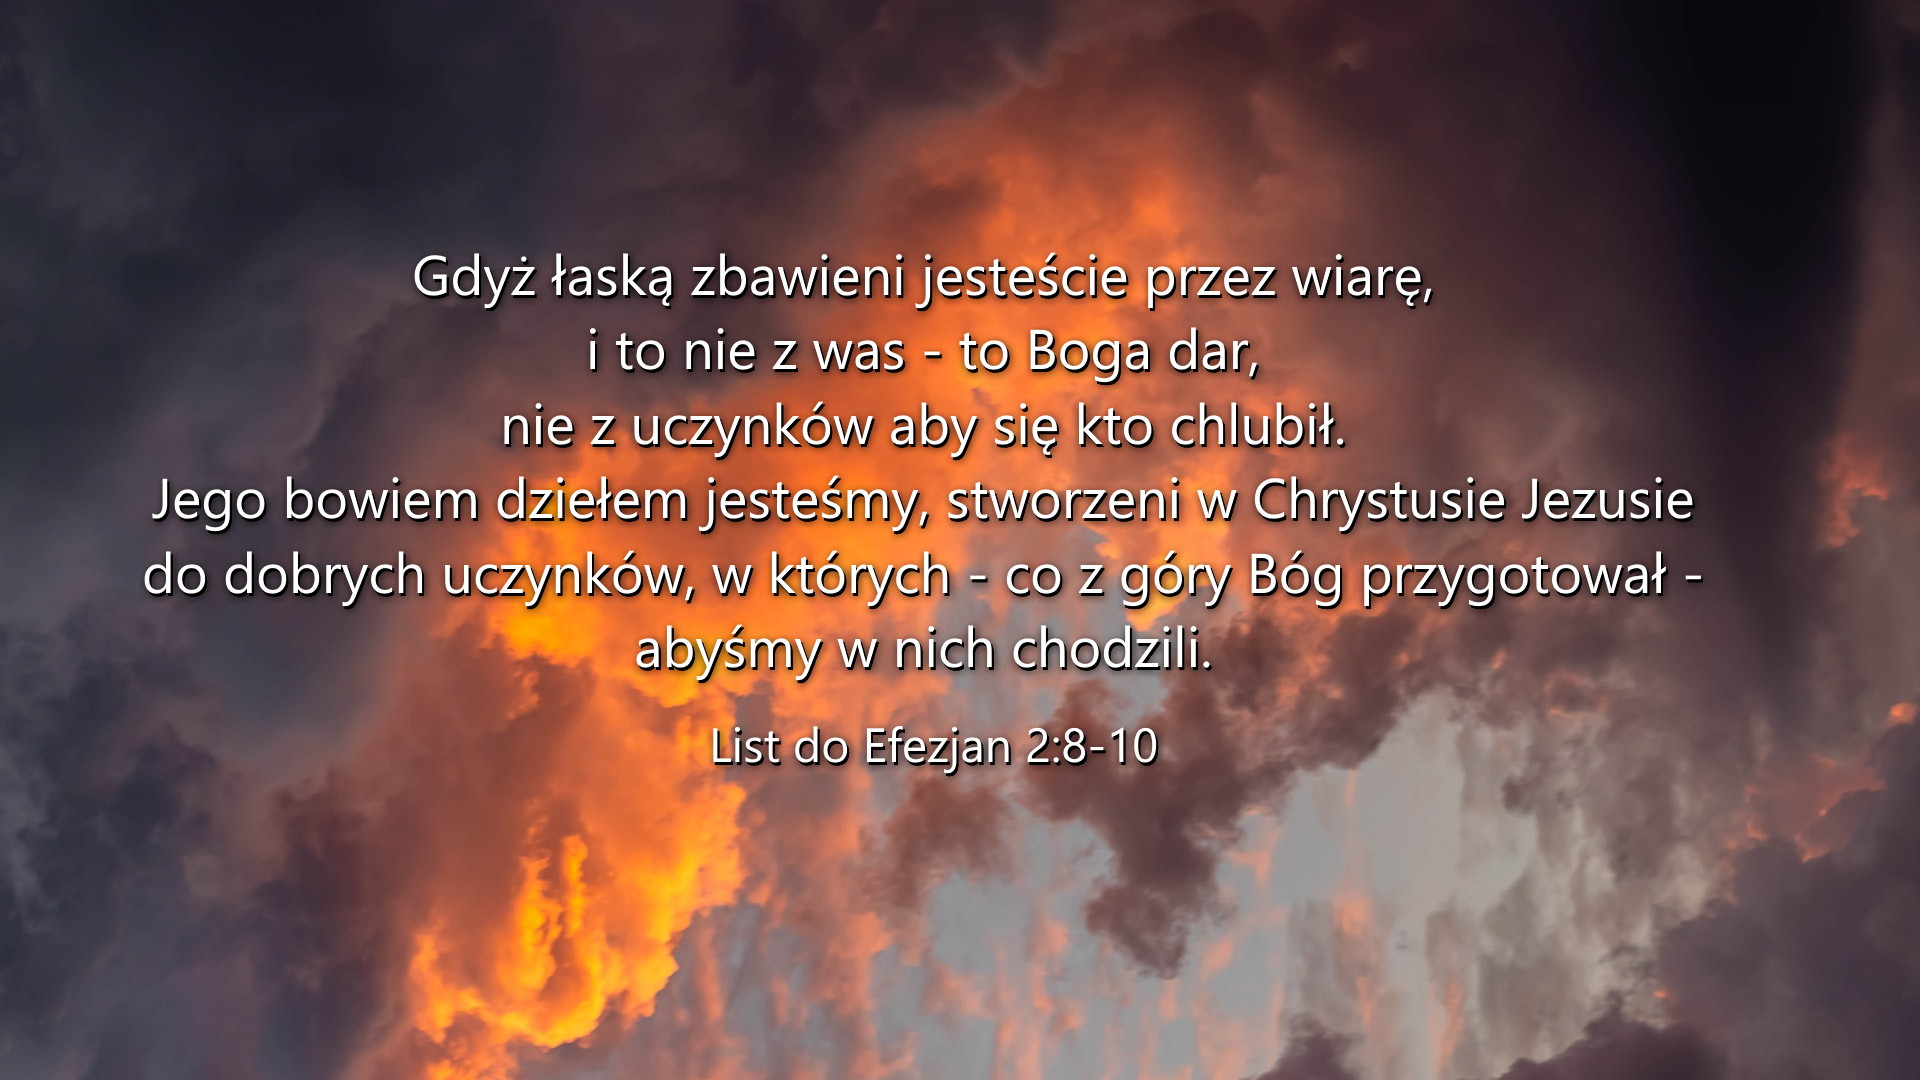 Gdyż łaską zbawieni jesteście przez wiarę,
i to nie z was - to Boga dar,
nie z uczynków aby się kto chlubił.
Jego bowiem dziełem jesteśmy, stworzeni w Chrystusie Jezusie
do dobrych uczynków, w których - co z góry Bóg przygotował -
abyśmy w nich chodzili.
List do Efezjan 2:8-10